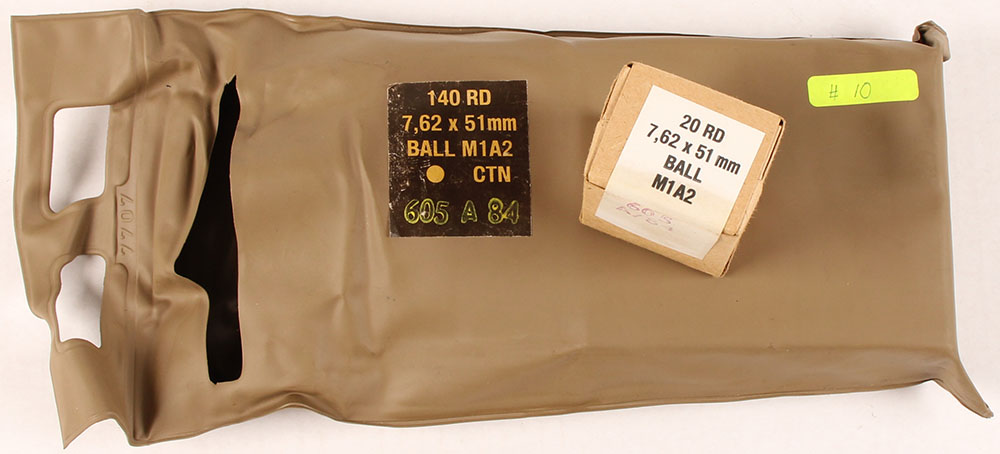 140 RD
7,62 x 51mm
BALL M1A2
CTN
605 A 84
20 RD
7,62 x 51 mm
BALL
M1A2
605
# 10